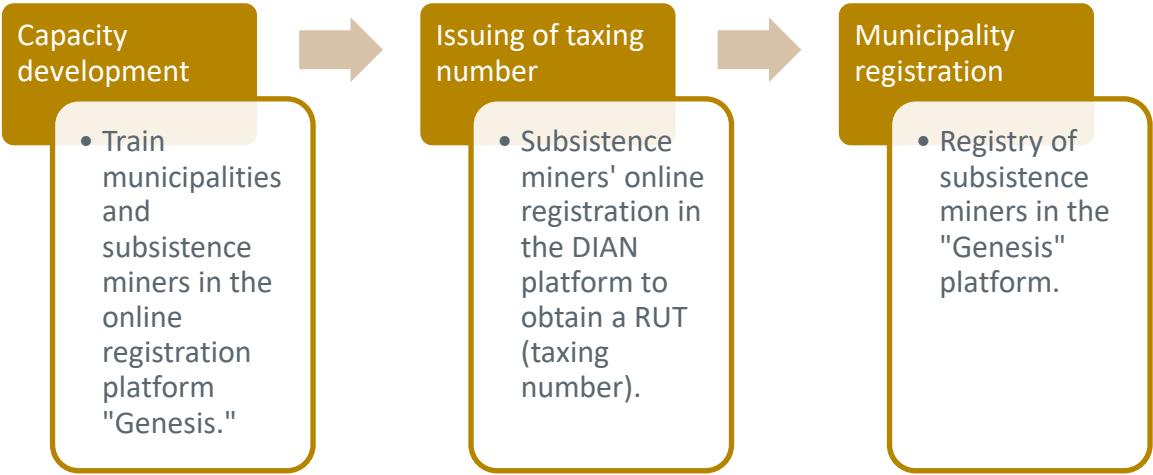 Capacity
development
• Train
municipalities
and
subsistence
miners in the
online
registration
platform
"Genesis."
Issuing of taxing
number
• Subsistence
miners' online
registration in
the DIAN
platform to
obtain a RUT
(taxing
number).
Municipality
registration
• Registry of
subsistence
miners in the
"Genesis"
platform.